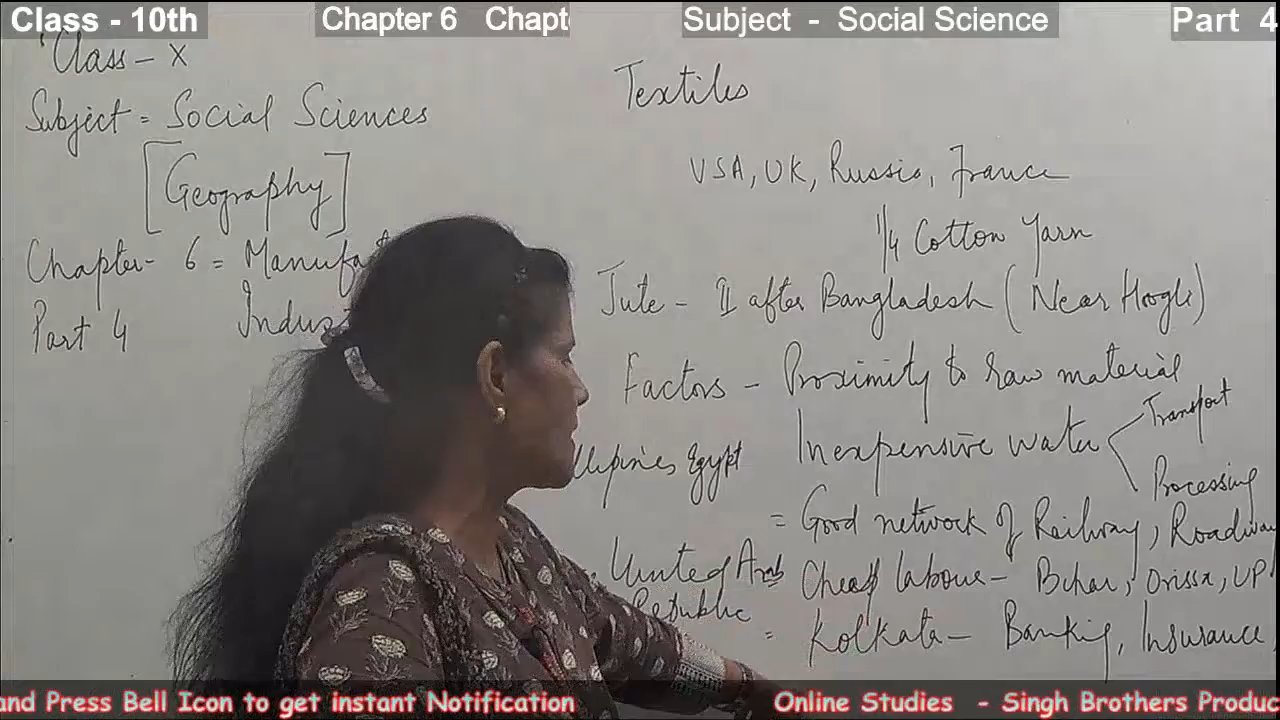 Class - 10th
Chapter 6 Chapt
Subject - Social Science
Part 4
Class - X
Subject = Social Sciences
[Geography]
Chapter - 6 = Manufa
Part 4 Indus
Textiles
USA, UK, Russia, France
1/4 Cotton Yarn
Jute - II after Bangladesh (Near Hoogli)
Factors - Proximity to raw material
Inexpensive water Transport
Processing
llipines Egypt
= Good network of Railway, Roadway
United Arab Republic
Cheap labour - Bihar, Orissa, UP
= Kolkata - Banking, Insurance,
and Press Bell Icon to get instant Notification
Online Studies - Singh Brothers Produc